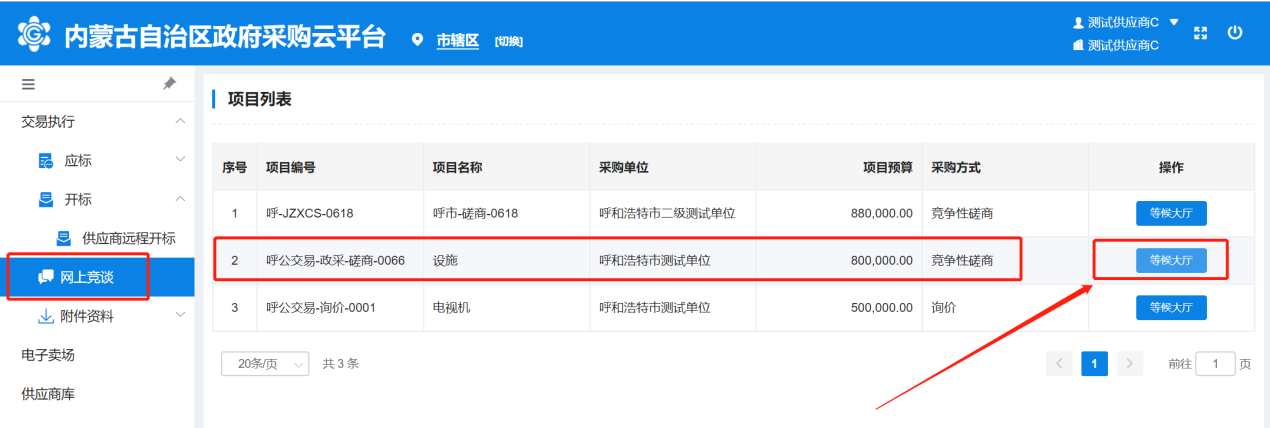 内蒙古自治区政府采购云平台 市辖区 [切换]
测试供应商C
测试供应商C
交易执行
应标
开标
供应商远程开标
网上竞谈
附件资料
电子卖场
供应商库
项目列表
序号 项目编号 项目名称 采购单位 项目预算 采购方式 操作
1 呼-JZXCS-0618 呼市-磋商-0618 呼和浩特市二级测试单位 880,000.00 竞争性磋商 等候大厅
2 呼公交易-政采-磋商-0066 设施 呼和浩特市测试单位 800,000.00 竞争性磋商 等候大厅
3 呼公交易-询价-0001 电视机 呼和浩特市测试单位 500,000.00 询价 等候大厅
20条/页 共 3 条 1 前往 1 页